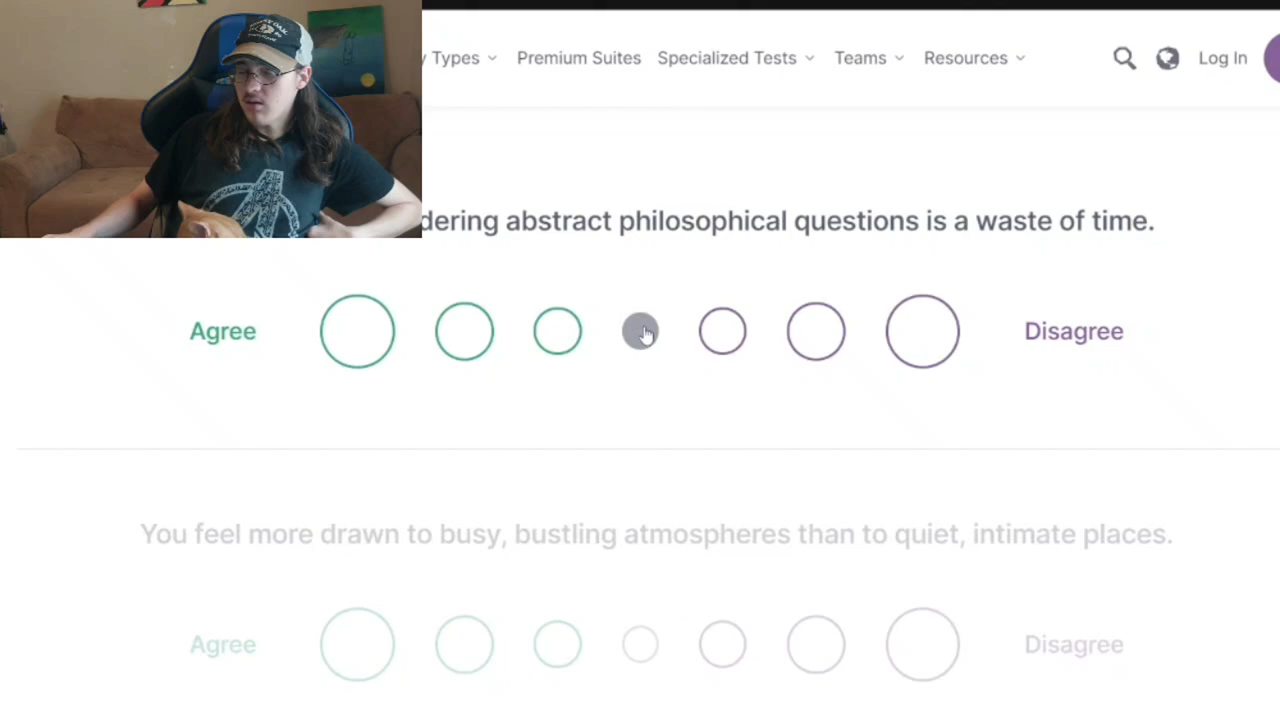 Types
Premium Suites
Specialized Tests
Teams
Resources
Log In
dering abstract philosophical questions is a waste of time.
Agree
Disagree
You feel more drawn to busy, bustling atmospheres than to quiet, intimate places.
Agree
Disagree